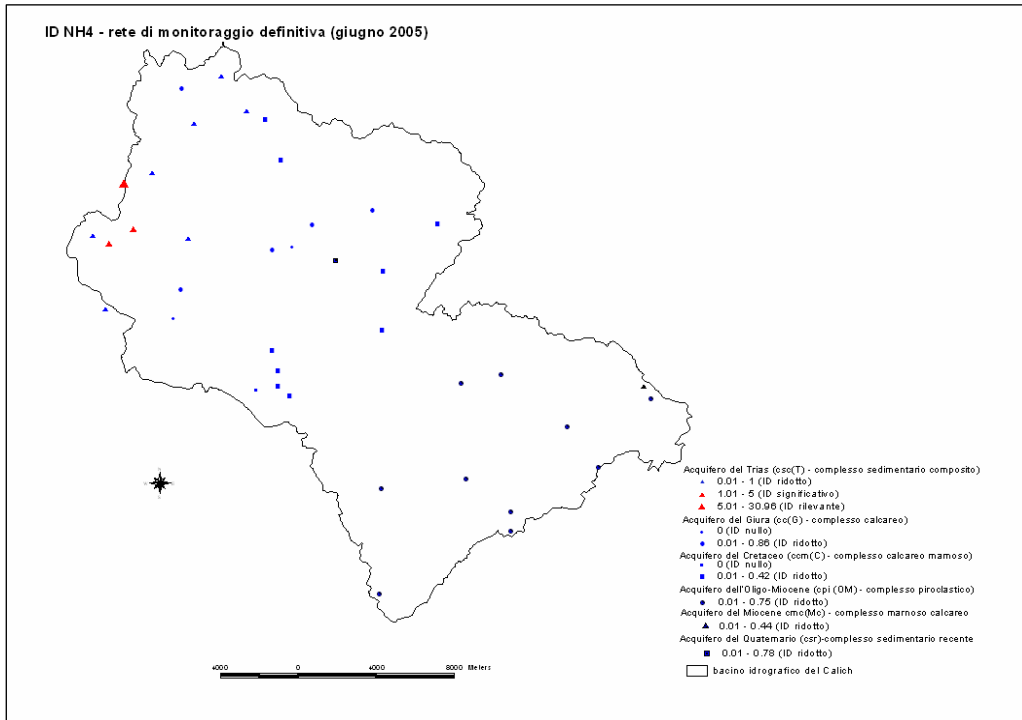 ID NH4 - rete di monitoraggio definitiva (giugno 2005)
Acquifero del Trias (csc(T) - complesso sedimentario composito)
0.01 - 1 (ID ridotto)
1.01 - 5 (ID significativo)
5.01 - 30.96 (ID rilevante)
Acquifero del Giura (cc(G) - complesso calcareo)
0 (ID nullo)
0.01 - 0.86 (ID ridotto)
Acquifero del Cretaceo (ccm(C) - complesso calcareo marnoso)
0 (ID nullo)
0.01 - 0.42 (ID ridotto)
Acquifero dell'Oligo-Miocene (cpi (OM) - complesso piroclastico)
0.01 - 0.75 (ID ridotto)
Acquifero del Miocene cmc(Mc) - complesso marnoso calcareo
0.01 - 0.44 (ID ridotto)
Acquifero del Quaternario (csr)-complesso sedimentario recente
0.01 - 0.78 (ID ridotto)
bacino idrografico del Calich
4000 0 4000 8000 Meters